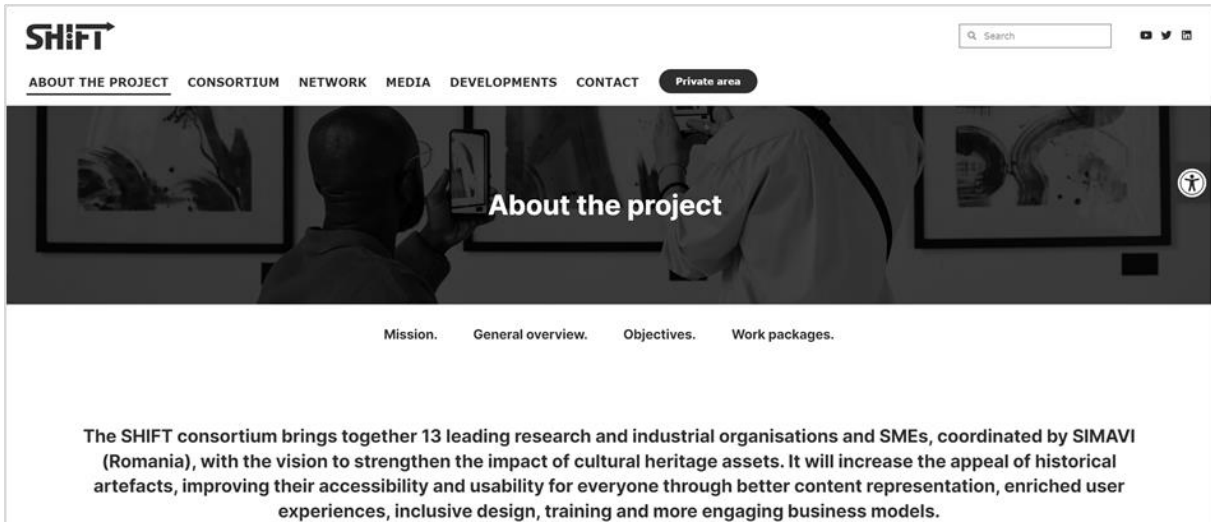 SHIFT
Search
ABOUT THE PROJECT CONSORTIUM NETWORK MEDIA DEVELOPMENTS CONTACT Private area
About the project
Mission. General overview. Objectives. Work packages.
The SHIFT consortium brings together 13 leading research and industrial organisations and SMEs, coordinated by SIMAVI
(Romania), with the vision to strengthen the impact of cultural heritage assets. It will increase the appeal of historical
artefacts, improving their accessibility and usability for everyone through better content representation, enriched user
experiences, inclusive design, training and more engaging business models.